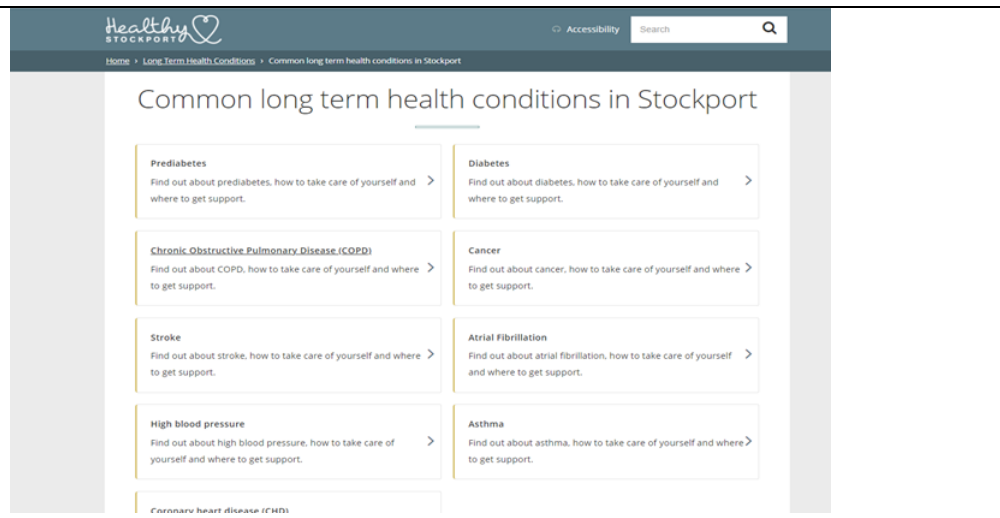 Healthy
STOCKPORT
Accessibility
Search
Home › Long Term Health Conditions › Common long term health conditions in Stockport
Common long term health conditions in Stockport
Prediabetes
Find out about prediabetes, how to take care of yourself and
where to get support.
Diabetes
Find out about diabetes, how to take care of yourself and
where to get support.
Chronic Obstructive Pulmonary Disease (COPD)
Find out about COPD, how to take care of yourself and where
to get support.
Cancer
Find out about cancer, how to take care of yourself and where
to get support.
Stroke
Find out about stroke, how to take care of yourself and where
to get support.
Atrial Fibrillation
Find out about atrial fibrillation, how to take care of yourself
and where to get support.
High blood pressure
Find out about high blood pressure, how to take care of
yourself and where to get support.
Asthma
Find out about asthma, how to take care of yourself and where
to get support.
Coronary heart disease (CHD)